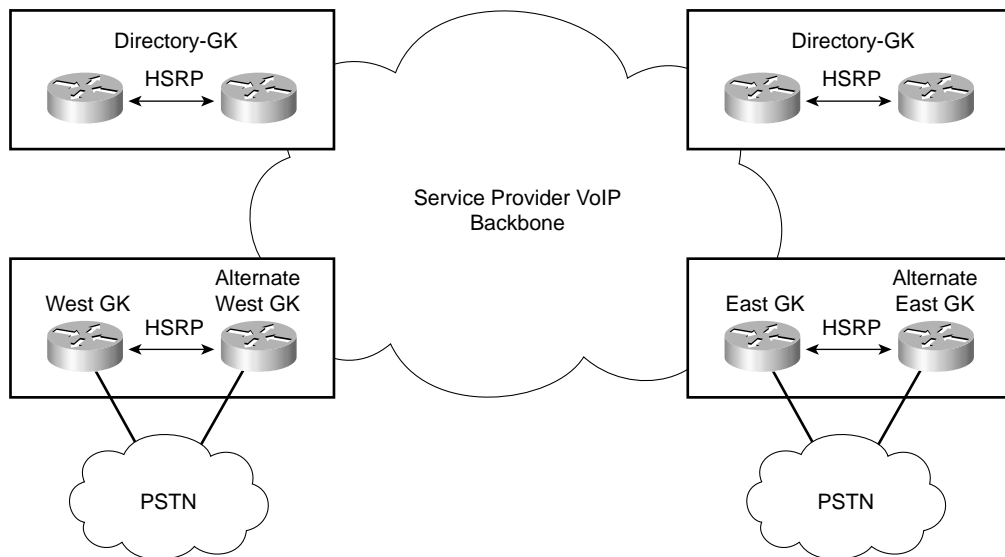 Directory-GK
HSRP
Directory-GK
HSRP
Service Provider VoIP
Backbone
West GK
Alternate
West GK
HSRP
East GK
Alternate
East GK
HSRP
PSTN
PSTN